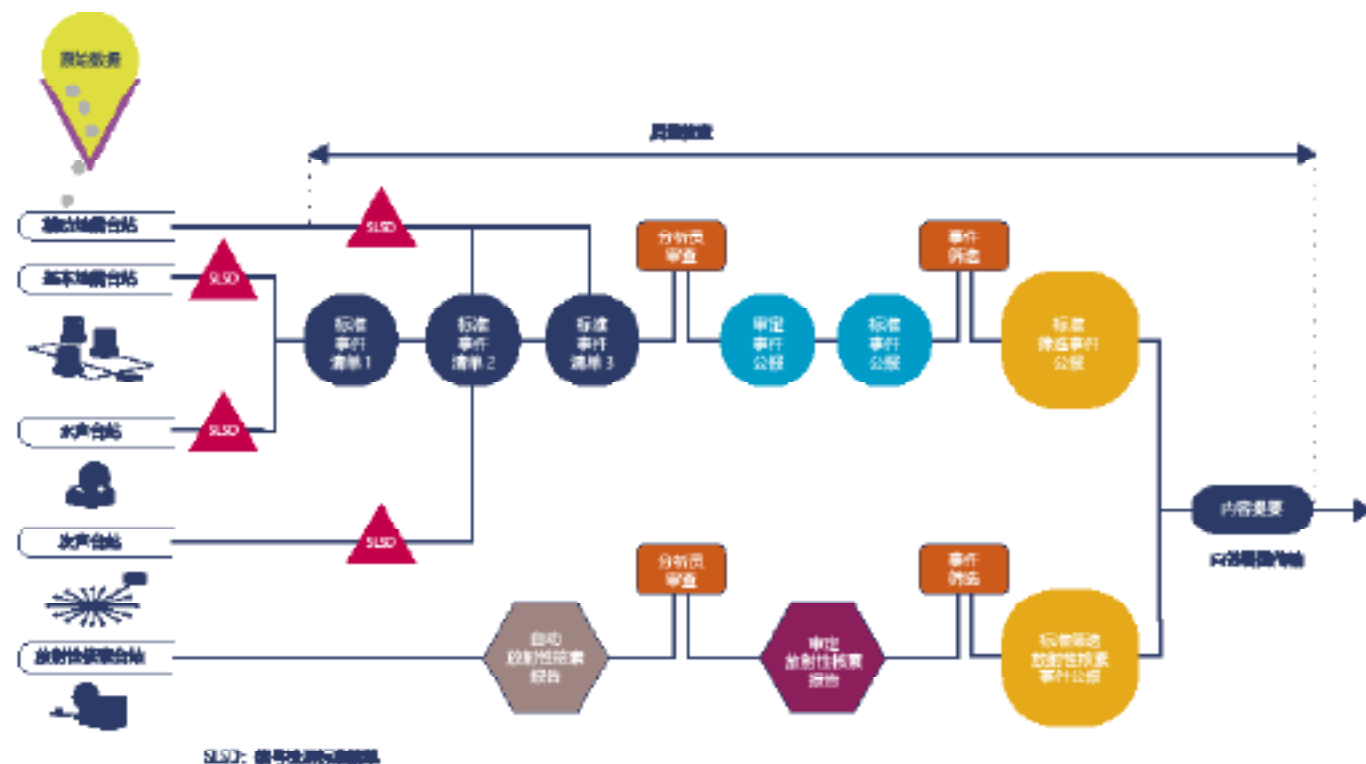 原始数据
辅助地震台站
SLSD
基本地震台站
SLSD
分析员
审查
事件
筛选
标准
事件
清单 1
标准
事件
清单 2
标准
事件
清单 3
审定
事件
公报
标准
事件
公报
标准
筛选事件
公报
水声台站
SLSD
次声台站
SLSD
内容提要
分析员
审查
事件
筛选
放射性核素台站
自动
放射性核素
报告
审定
放射性核素
报告
标准筛选
放射性核素
事件公报
SLSD: